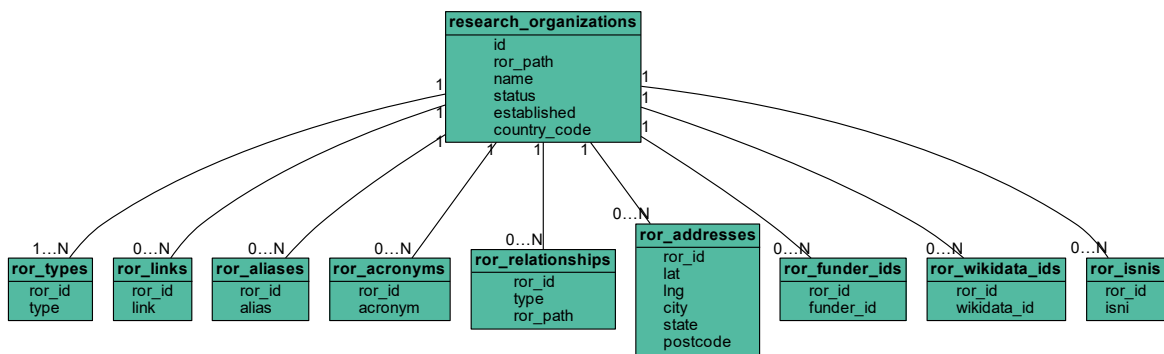 research_organizations
id
ror_path
name
status
established
country_code
1
1
1
1
1
1
1
1
1
1...N
0...N
0...N
0...N
0...N
0...N
0...N
0...N
0...N
ror_types
ror_id
type
ror_links
ror_id
link
ror_aliases
ror_id
alias
ror_acronyms
ror_id
acronym
ror_relationships
ror_id
type
ror_path
ror_addresses
ror_id
lat
lng
city
state
postcode
ror_funder_ids
ror_id
funder_id
ror_wikidata_ids
ror_id
wikidata_id
ror_isnis
ror_id
isni